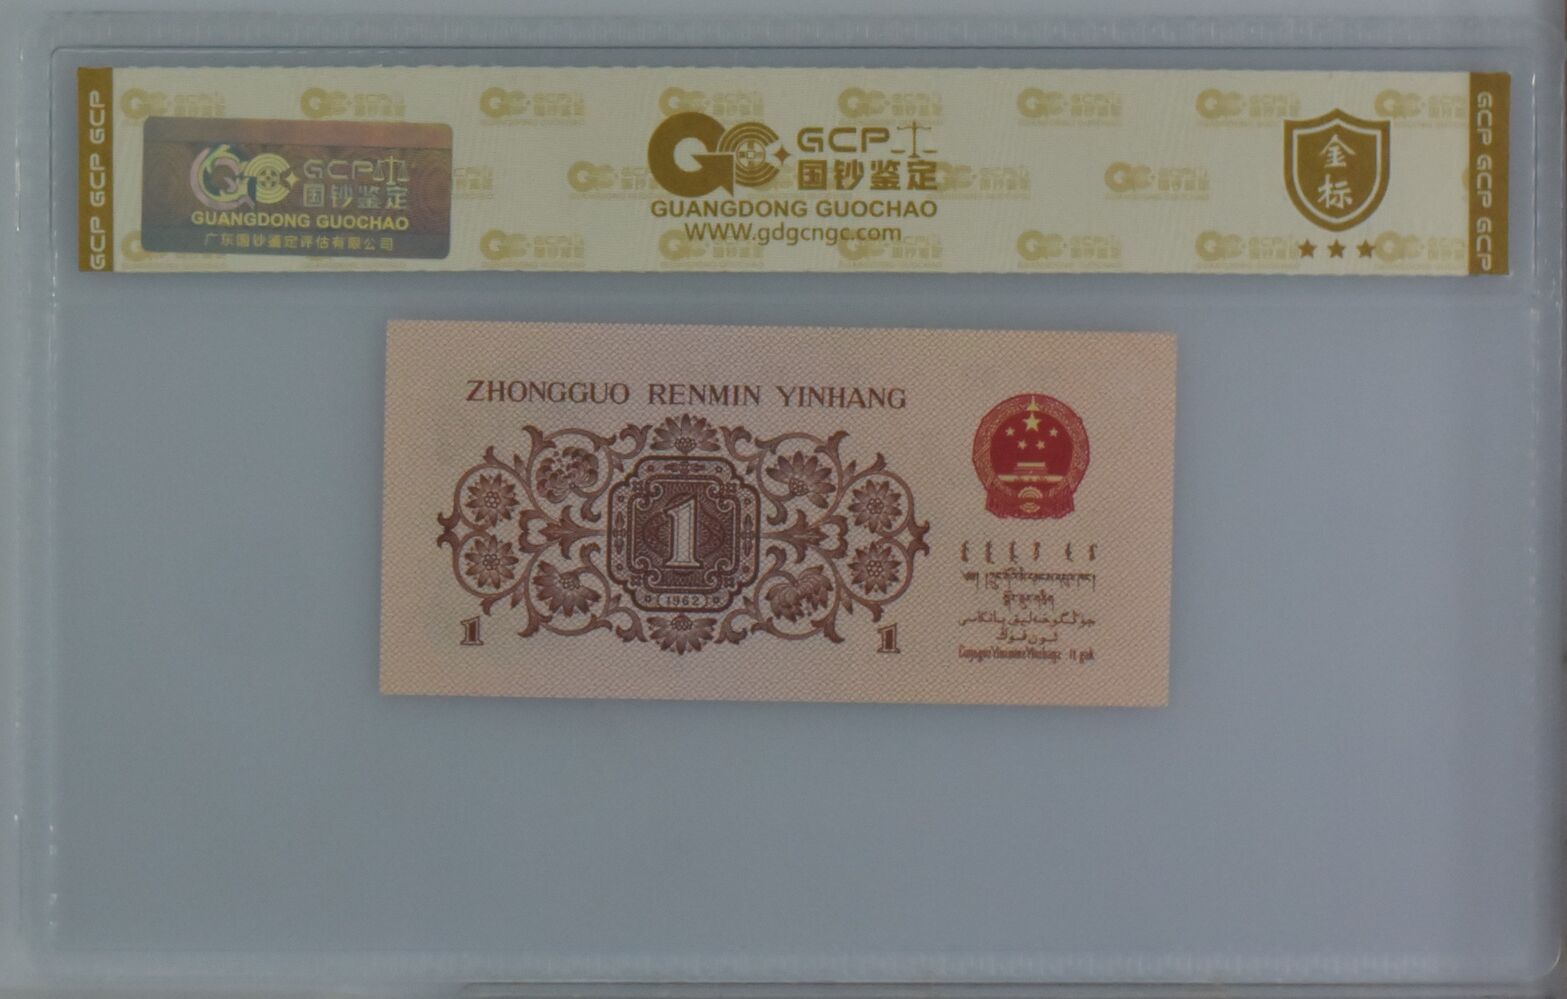 GCP GCP GCP
GCP
国钞鉴定
GUANGDONG GUOCHAO
广东国钞鉴定评估有限公司
GCP
国钞鉴定
GUANGDONG GUOCHAO
WWW.gdgcngc.com
金标
GCP GCP GCP
ZHONGGUO RENMIN YINHANG
1
1962
1
1